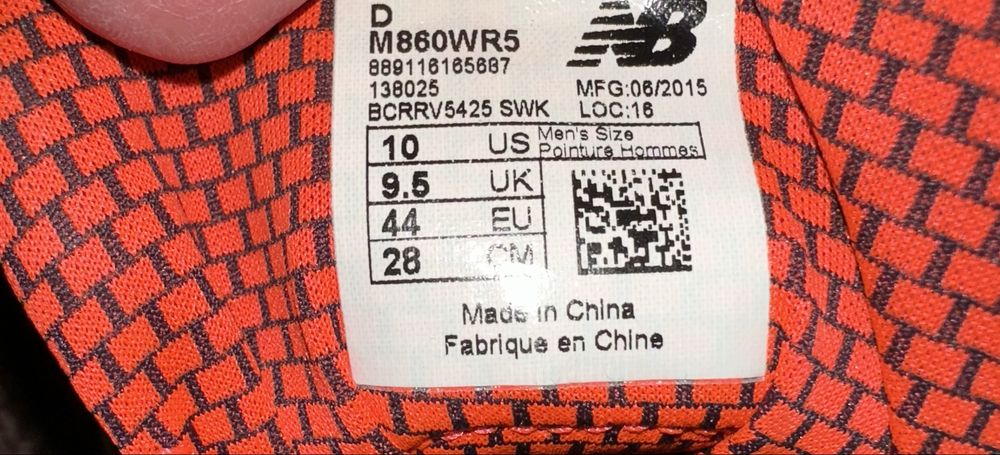 D
M860WR5
889116165687
138025 MFG:06/2015
BCRRV5425 SWK LOC:16
10 US Men's Size
Pointure Hommes
9.5 UK
44 EU
28 CM
Made in China
Fabrique en Chine
NB